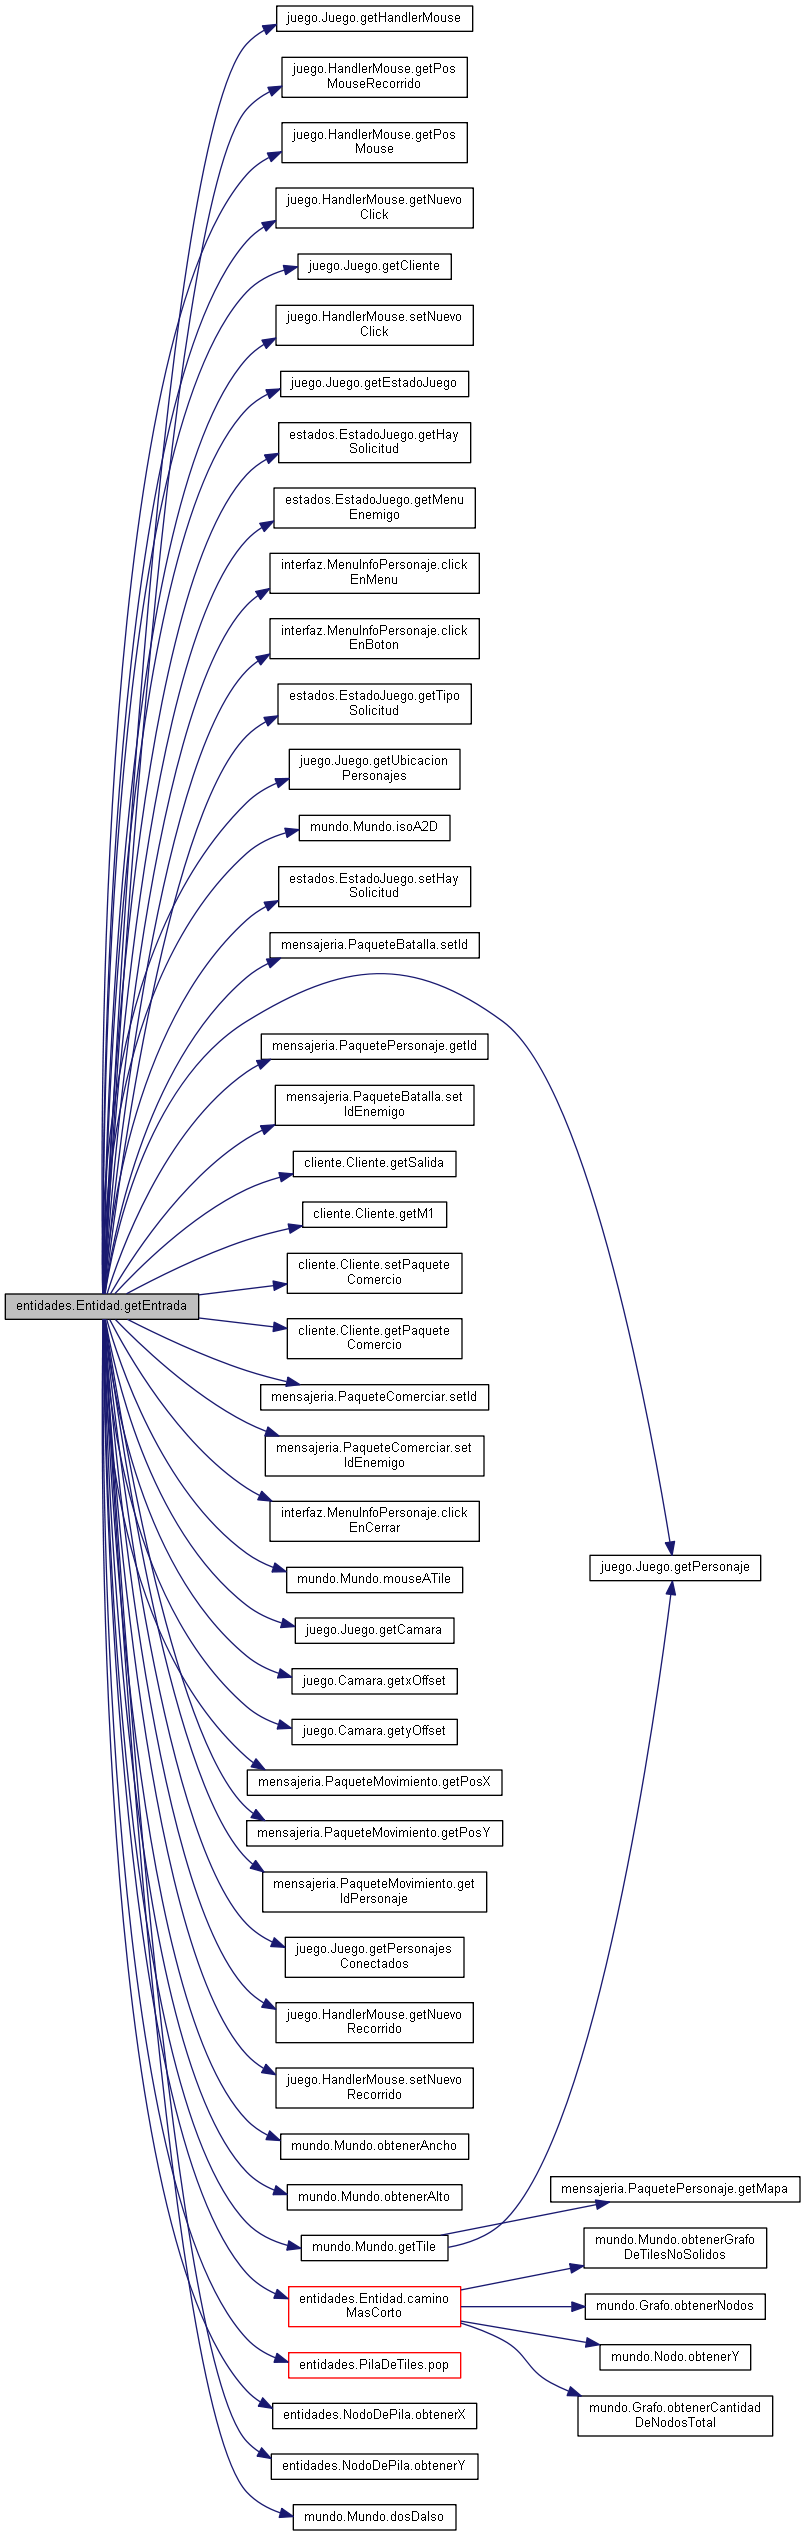 juego.Juego.getHandlerMouse
juego.HandlerMouse.getPos
MouseRecorrido
juego.HandlerMouse.getPos
Mouse
juego.HandlerMouse.getNuevo
Click
juego.Juego.getCliente
juego.HandlerMouse.setNuevo
Click
juego.Juego.getEstadoJuego
estados.EstadoJuego.getHay
Solicitud
estados.EstadoJuego.getMenu
Enemigo
interfaz.MenuInfoPersonaje.click
EnMenu
interfaz.MenuInfoPersonaje.click
EnBoton
estados.EstadoJuego.getTipo
Solicitud
juego.Juego.getUbicacion
Personajes
mundo.Mundo.isoA2D
estados.EstadoJuego.setHay
Solicitud
mensajeria.PaqueteBatalla.setId
mensajeria.PaquetePersonaje.getId
mensajeria.PaqueteBatalla.set
IdEnemigo
cliente.Cliente.getSalida
cliente.Cliente.getM1
cliente.Cliente.setPaquete
Comercio
entidades.Entidad.getEntrada
cliente.Cliente.getPaquete
Comercio
mensajeria.PaqueteComerciar.setId
mensajeria.PaqueteComerciar.set
IdEnemigo
interfaz.MenuInfoPersonaje.click
EnCerrar
juego.Juego.getPersonaje
mundo.Mundo.mouseATile
juego.Juego.getCamara
juego.Camara.getxOffset
juego.Camara.getyOffset
mensajeria.PaqueteMovimiento.getPosX
mensajeria.PaqueteMovimiento.getPosY
mensajeria.PaqueteMovimiento.get
IdPersonaje
juego.Juego.getPersonajes
Conectados
juego.HandlerMouse.getNuevo
Recorrido
juego.HandlerMouse.setNuevo
Recorrido
mundo.Mundo.obtenerAncho
mensajeria.PaquetePersonaje.getMapa
mundo.Mundo.obtenerAlto
mundo.Mundo.getTile
mundo.Mundo.obtenerGrafo
DeTilesNoSolidos
entidades.Entidad.camino
MasCorto
mundo.Grafo.obtenerNodos
mundo.Nodo.obtenerY
entidades.PilaDeTiles.pop
mundo.Grafo.obtenerCantidad
DeNodosTotal
entidades.NodoDePila.obtenerX
entidades.NodoDePila.obtenerY
mundo.Mundo.dosDaIso